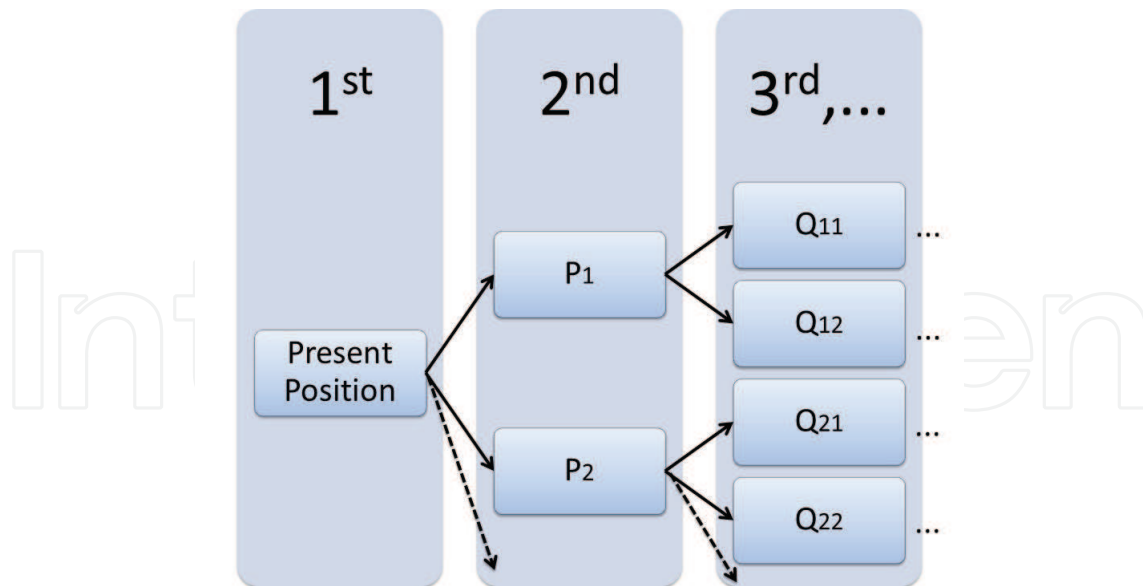 1st
2nd
3rd,...
Present
Position
P1
P2
Q11
...
Q12
...
Q21
...
Q22
...